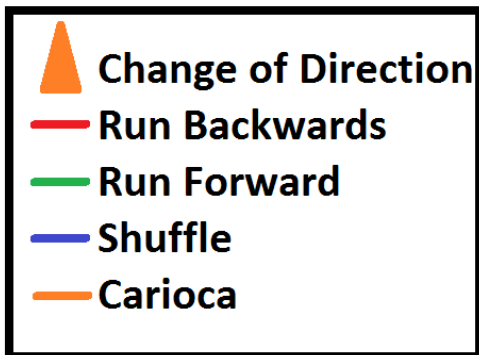 Change of Direction
Run Backwards
Run Forward
Shuffle
Carioca